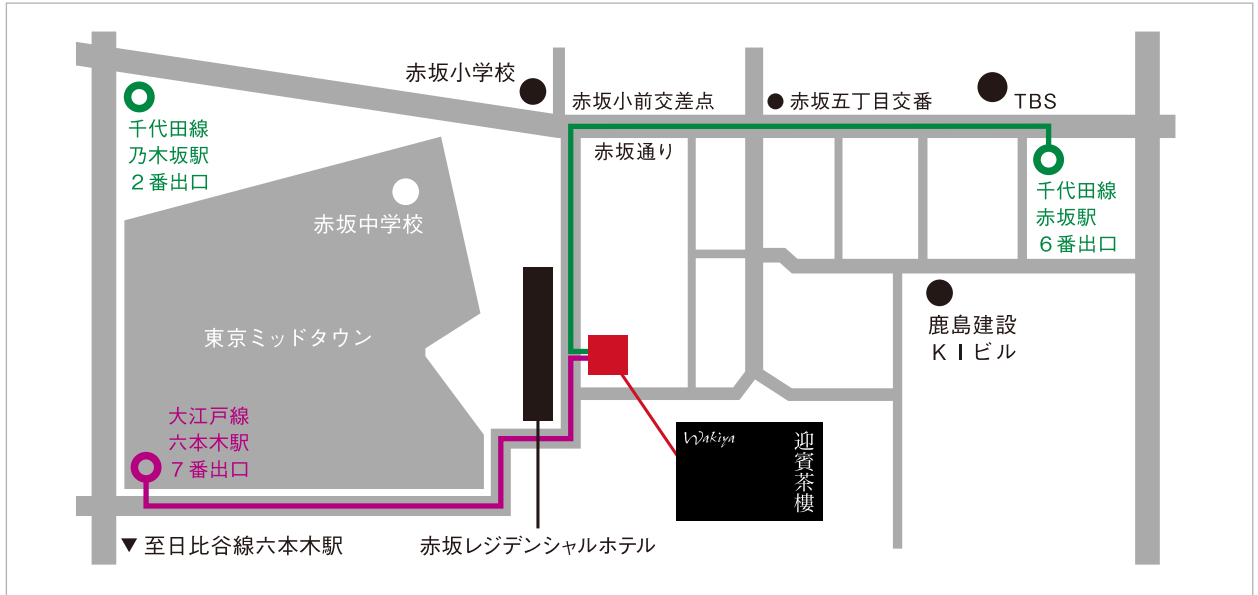 赤坂小学校
赤坂小前交差点
赤坂五丁目交番
TBS
千代田線
乃木坂駅
２番出口
赤坂通り
千代田線
赤坂駅
６番出口
赤坂中学校
東京ミッドタウン
鹿島建設
ＫＩビル
大江戸線
六本木駅
７番出口
Wakiya
迎賓茶樓
▼至日比谷線六本木駅
赤坂レジデンシャルホテル